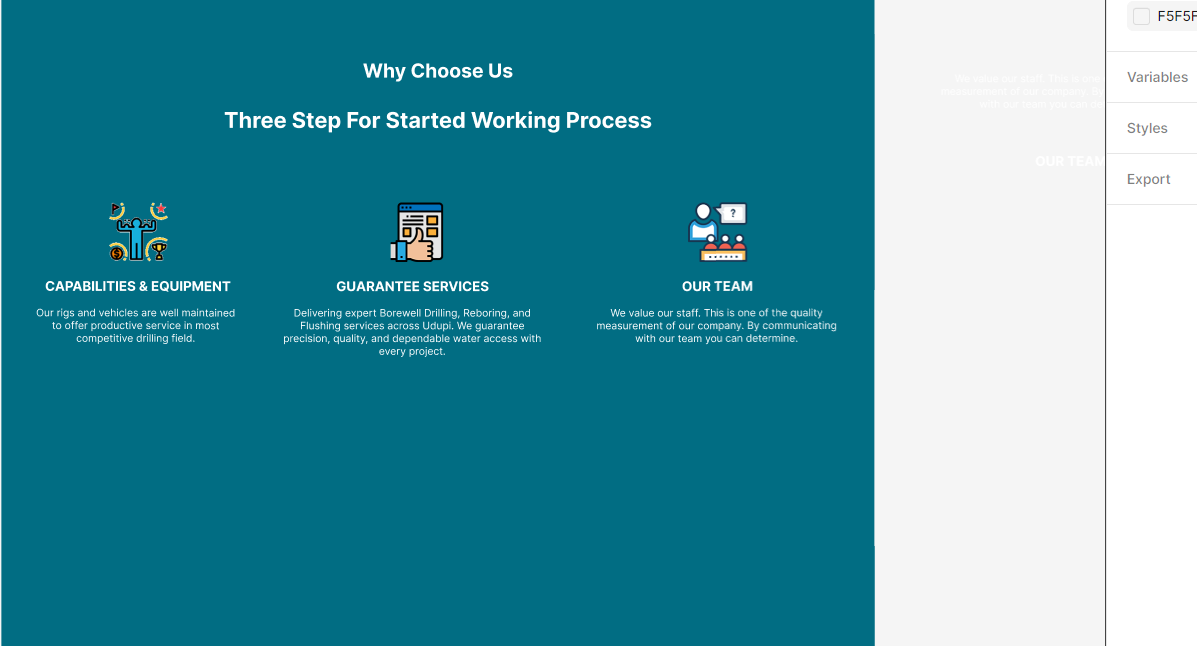 Why Choose Us
Three Step For Started Working Process
CAPABILITIES & EQUIPMENT
Our rigs and vehicles are well maintained
to offer productive service in most
competitive drilling field.
?
GUARANTEE SERVICES
Delivering expert Borewell Drilling, Reboring, and
Flushing services across Udupi. We guarantee
precision, quality, and dependable water access with
every project.
OUR TEAM
We value our staff. This is one of the quality
measurement of our company. By communicating
with our team you can determine.
We value our staff. This is one
measurement of our company. By
with our team you can
OUR TEAM
F5F5F
Variables
Styles
Export